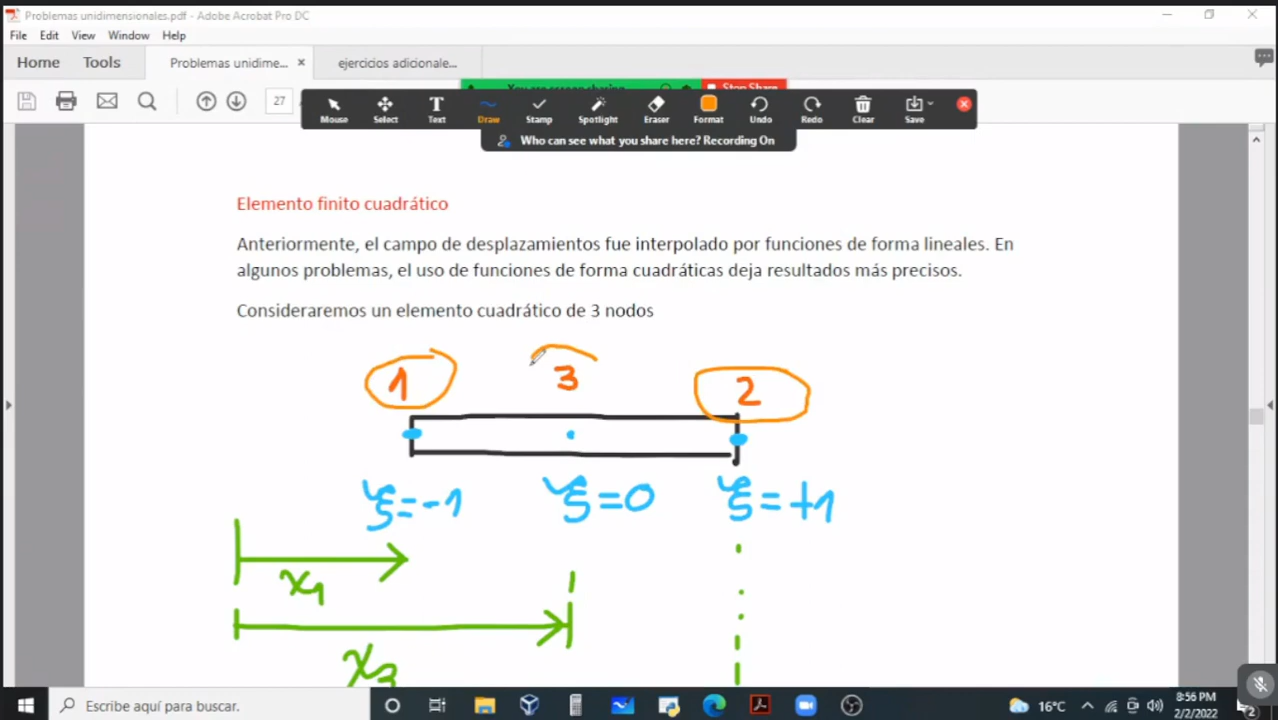 Problemas unidimensionales.pdf - Adobe Acrobat Pro DC
File Edit View Window Help
Home Tools Problemas unidime... × ejercicios adicionale...
27
Mouse Select Text Draw Stamp Spotlight Eraser Format Undo Redo Clear Save
Who can see what you share here? Recording On
Elemento finito cuadrático
Anteriormente, el campo de desplazamientos fue interpolado por funciones de forma lineales. En
algunos problemas, el uso de funciones de forma cuadráticas deja resultados más precisos.
Consideraremos un elemento cuadrático de 3 nodos
1 3 2
ξ=-1 ξ=0 ξ=+1
x1
x3
Escribe aquí para buscar.
16°C
8:56 PM
2/2/2022
2